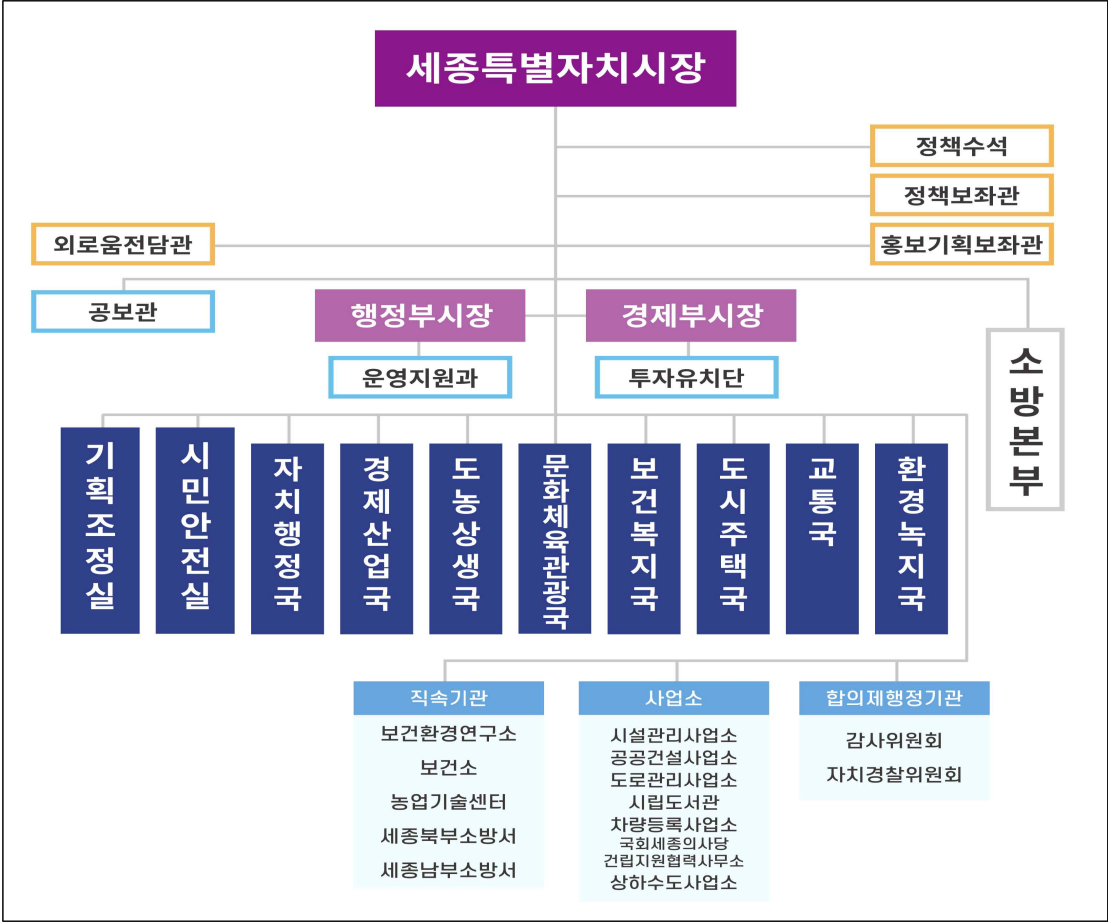 세종특별자치시장
정책수석
정책보좌관
외로움전담관
홍보기획보좌관
공보관
행정부시장
경제부시장
운영지원과
투자유치단
소방본부
기획조정실
시민안전실
자치행정국
경제산업국
도농상생국
문화체육관광국
보건복지국
도시주택국
교통국
환경녹지국
직속기관
보건환경연구소
보건소
농업기술센터
세종북부소방서
세종남부소방서
사업소
시설관리사업소
공공건설사업소
도로관리사업소
시립도서관
차량등록사업소
국회세종의사당
건립지원협력사무소
상하수도사업소
합의제행정기관
감사위원회
자치경찰위원회